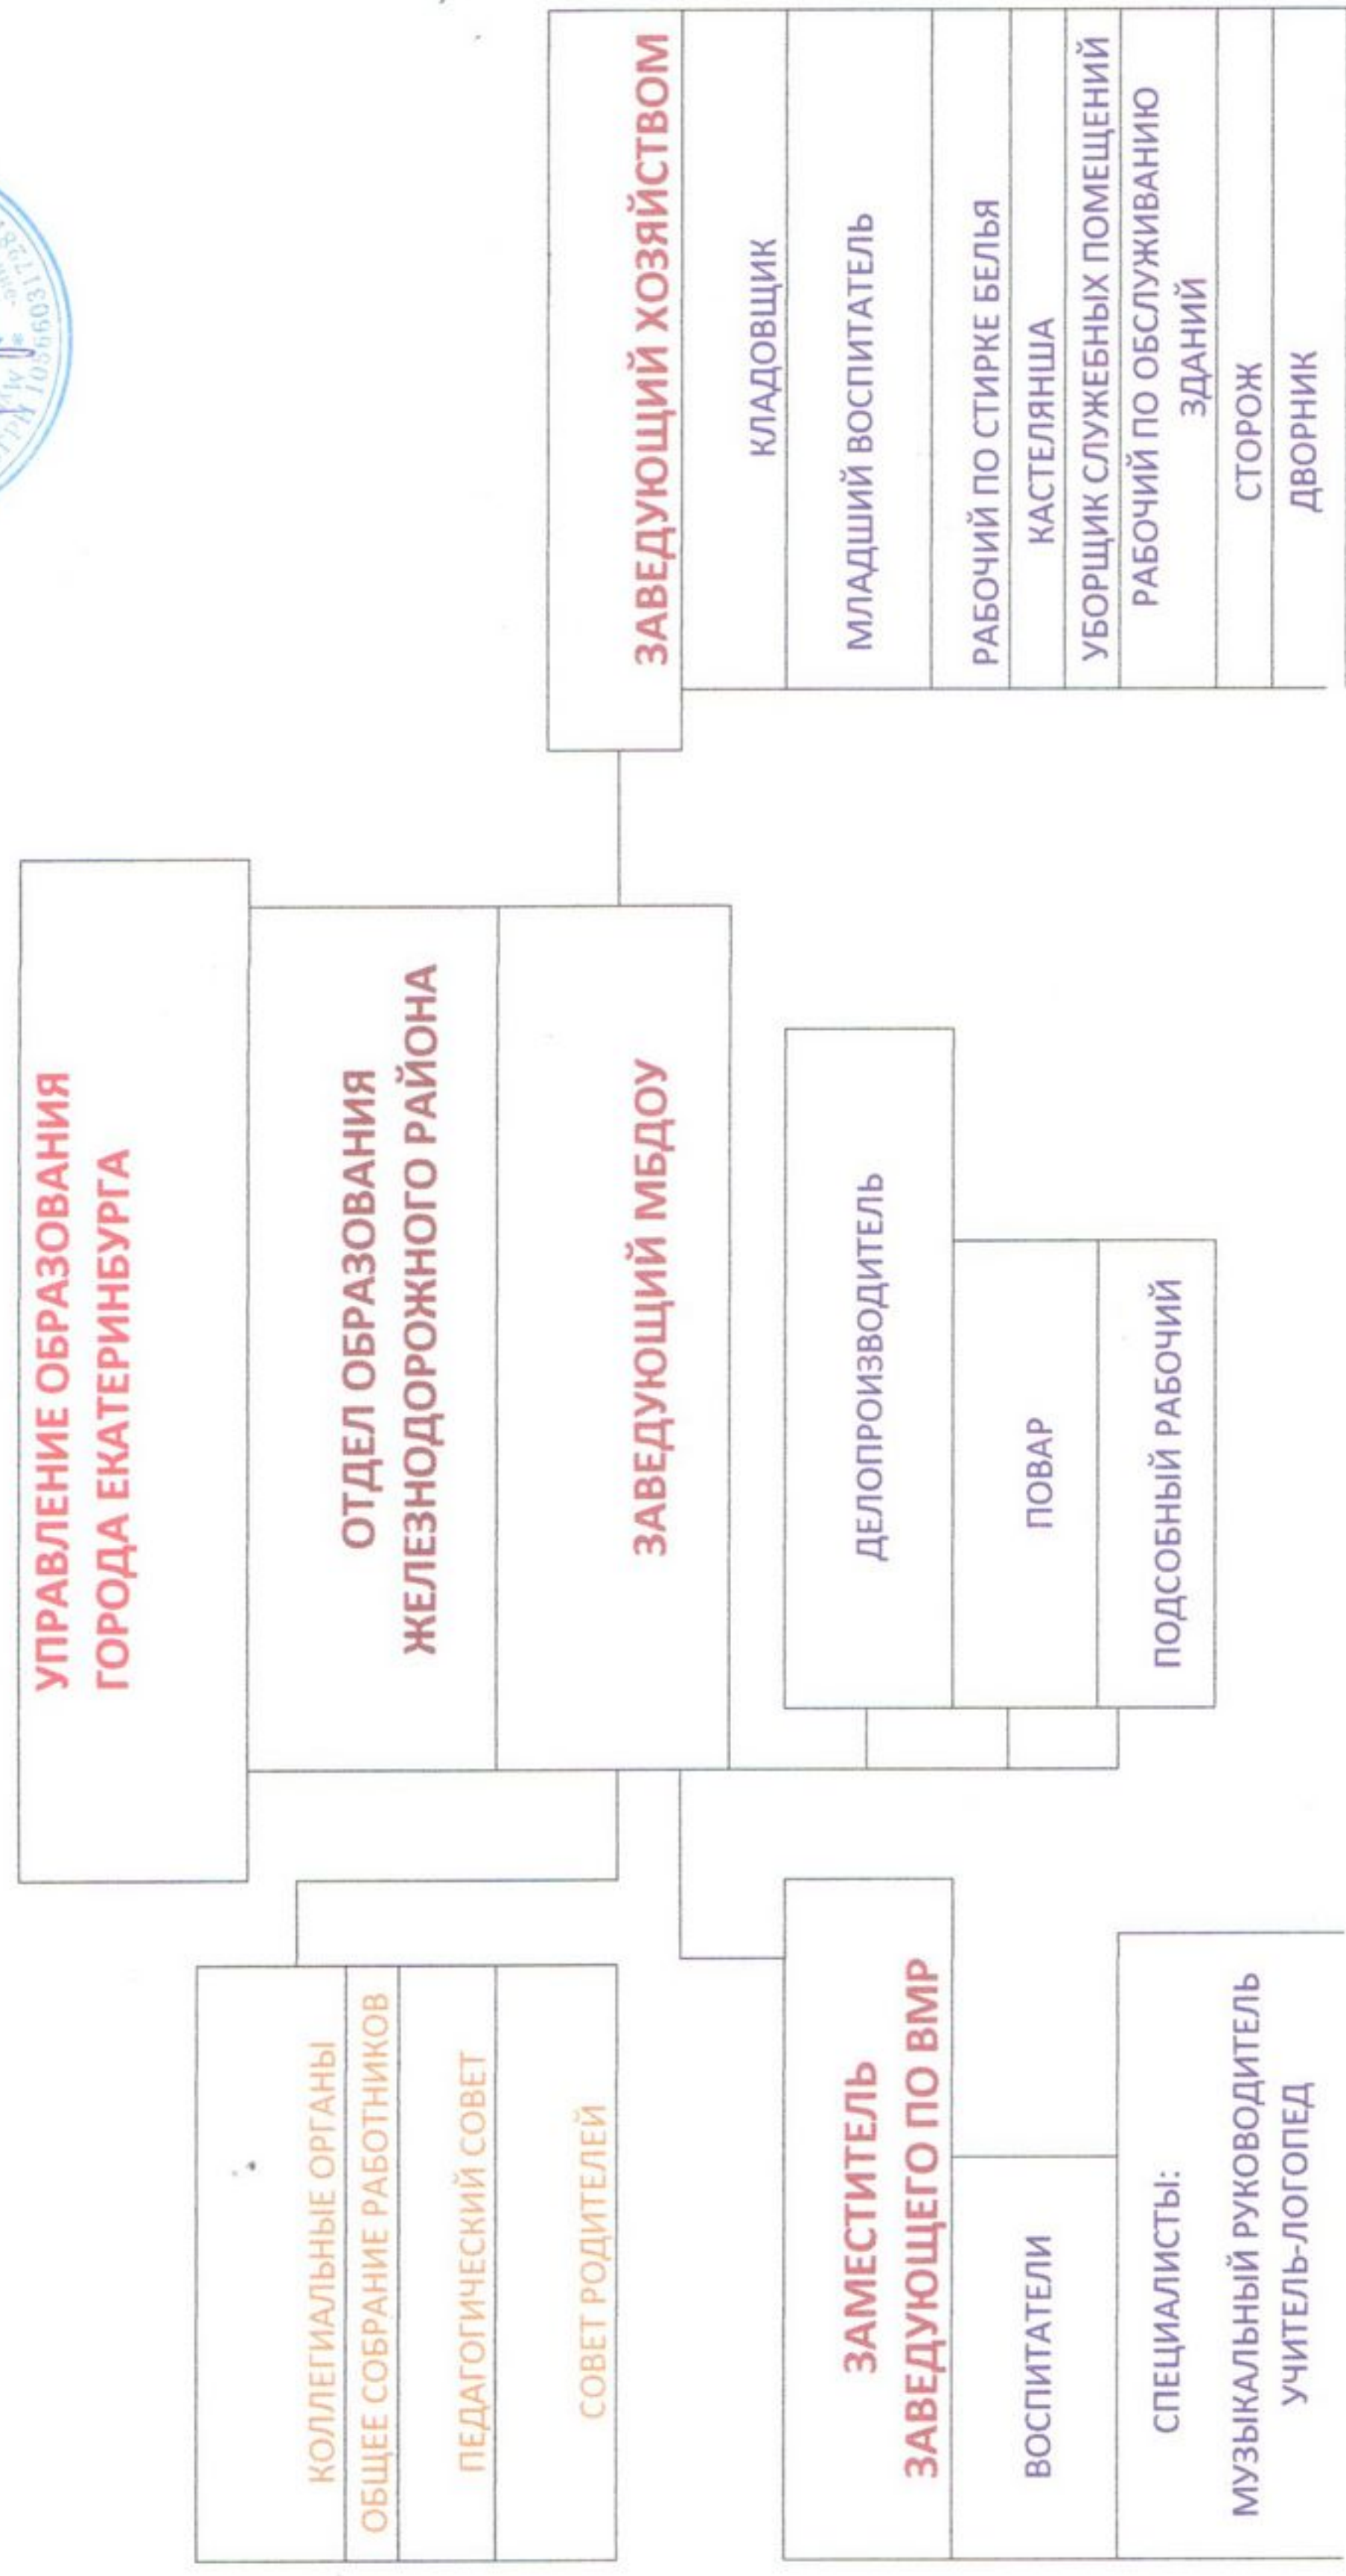 УПРАВЛЕНИЕ ОБРАЗОВАНИЯ
ГОРОДА ЕКАТЕРИНБУРГА
ОТДЕЛ ОБРАЗОВАНИЯ
ЖЕЛЕЗНОДОРОЖНОГО РАЙОНА
ЗАВЕДУЮЩИЙ МБДОУ
КОЛЛЕГИАЛЬНЫЕ ОРГАНЫ
ОБЩЕЕ СОБРАНИЕ РАБОТНИКОВ
ПЕДАГОГИЧЕСКИЙ СОВЕТ
СОВЕТ РОДИТЕЛЕЙ
ЗАМЕСТИТЕЛЬ
ЗАВЕДУЮЩЕГО ПО ВМР
ВОСПИТАТЕЛИ
СПЕЦИАЛИСТЫ:
МУЗЫКАЛЬНЫЙ РУКОВОДИТЕЛЬ
УЧИТЕЛЬ-ЛОГОПЕД
ДЕЛОПРОИЗВОДИТЕЛЬ
ПОВАР
ПОДСОБНЫЙ РАБОЧИЙ
ЗАВЕДУЮЩИЙ ХОЗЯЙСТВОМ
КЛАДОВЩИК
МЛАДШИЙ ВОСПИТАТЕЛЬ
РАБОЧИЙ ПО СТИРКЕ БЕЛЬЯ
КАСТЕЛЯНША
УБОРЩИК СЛУЖЕБНЫХ ПОМЕЩЕНИЙ
РАБОЧИЙ ПО ОБСЛУЖИВАНИЮ
ЗДАНИЙ
СТОРОЖ
ДВОРНИК